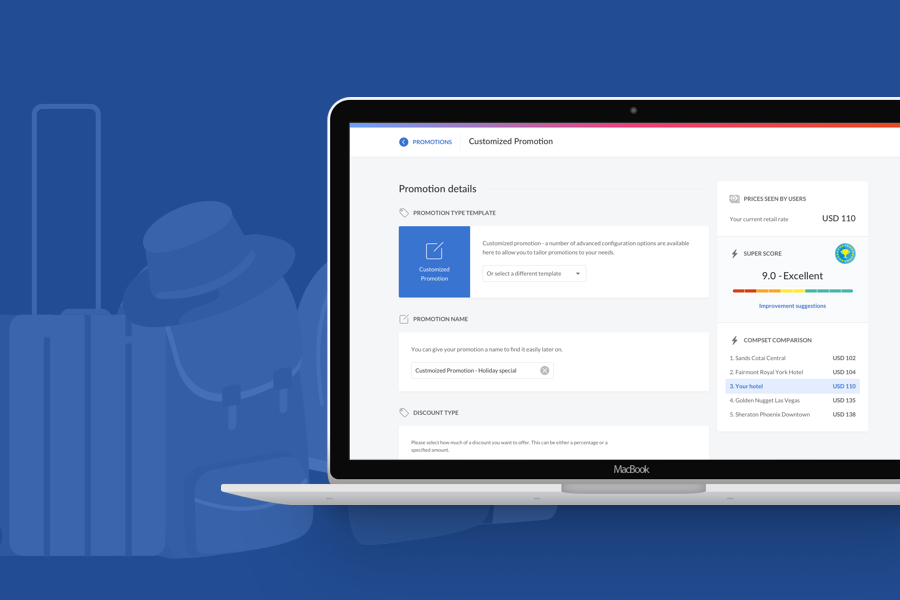 PROMOTIONS
Customized Promotion
Promotion details
PROMOTION TYPE TEMPLATE
Customized
Promotion
Customized promotion - a number of advanced configuration options are available
here to allow you to tailor promotions to your needs.
Or select a different template
PROMOTION NAME
You can give your promotion a name to find it easily later on.
Custmoized Promotion - Holiday special
DISCOUNT TYPE
Please select how much of a discount you want to offer. This can be either a percentage or a
specified amount.
PRICES SEEN BY USERS
Your current retail rate USD 110
SUPER SCORE
9.0 - Excellent
Improvement suggestions
COMPSET COMPARISON
1. Sands Cotai Central USD 102
2. Fairmont Royal York Hotel USD 104
3. Your hotel USD 110
4. Golden Nugget Las Vegas USD 135
5. Sheraton Phoenix Downtown USD 138
MacBook